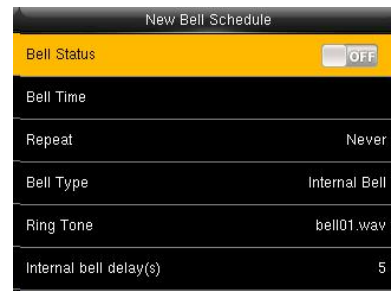 New Bell Schedule
Bell Status OFF
Bell Time
Repeat Never
Bell Type Internal Bell
Ring Tone bell01.wav
Internal bell delay(s) 5